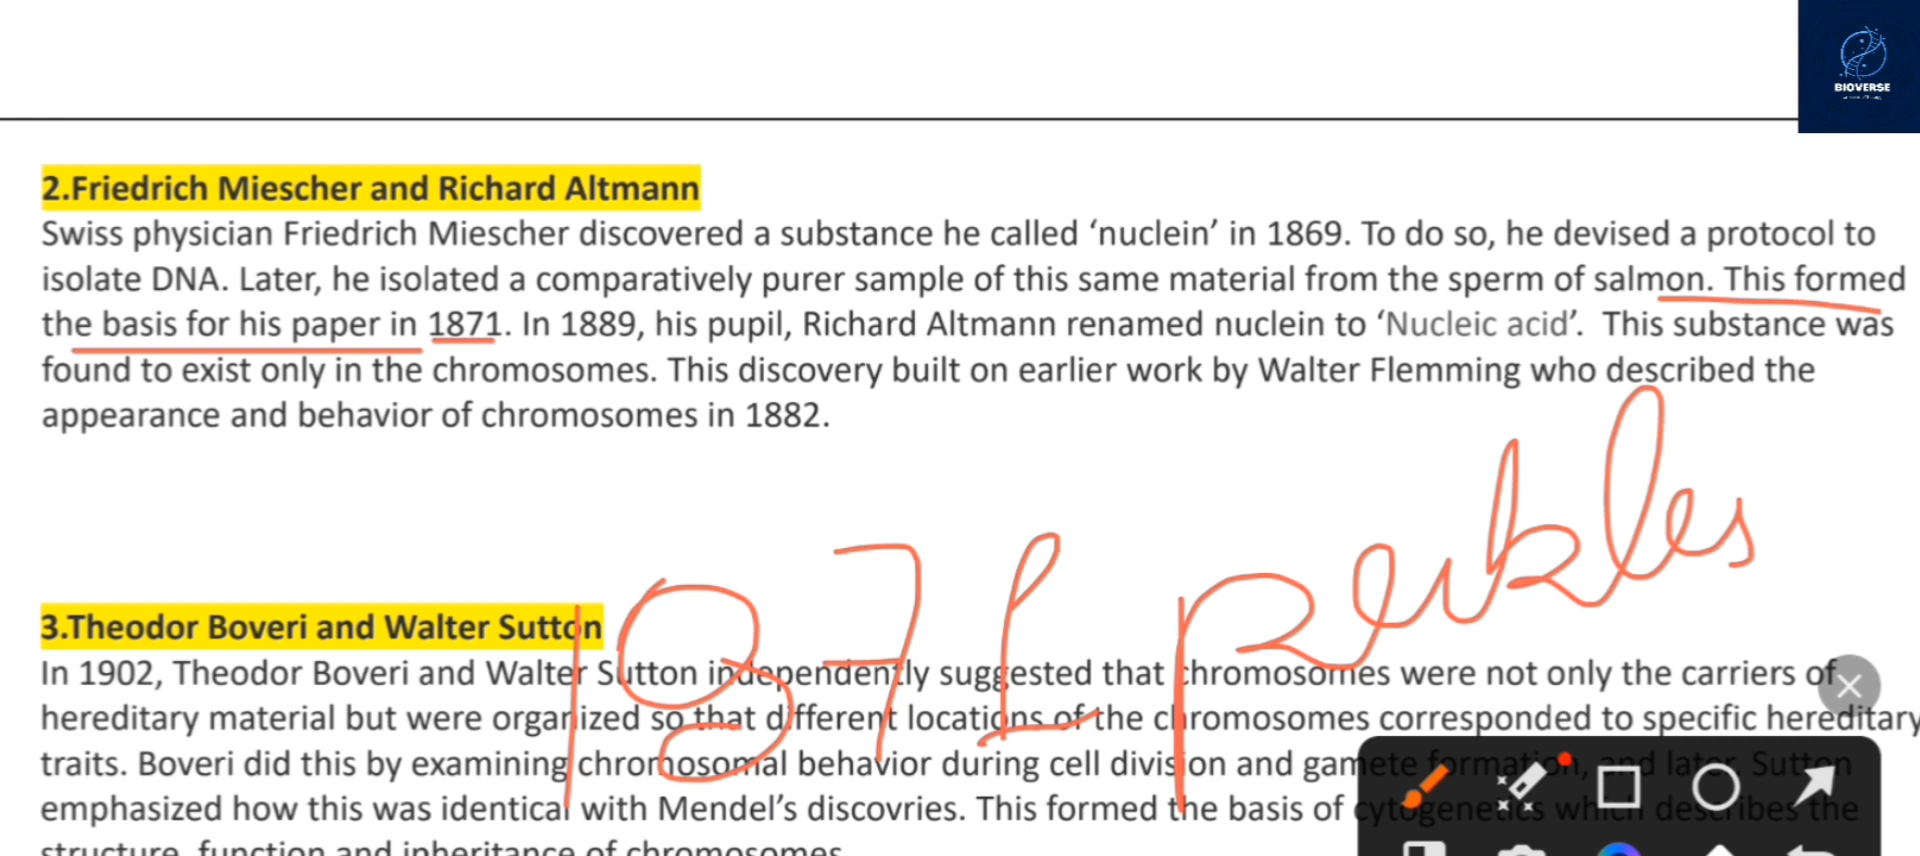 BIOVERSE
2.Friedrich Miescher and Richard Altmann
Swiss physician Friedrich Miescher discovered a substance he called ‘nuclein’ in 1869. To do so, he devised a protocol to
isolate DNA. Later, he isolated a comparatively purer sample of this same material from the sperm of salmon. This formed
the basis for his paper in 1871. In 1889, his pupil, Richard Altmann renamed nuclein to ‘Nucleic acid’. This substance was
found to exist only in the chromosomes. This discovery built on earlier work by Walter Flemming who described the
appearance and behavior of chromosomes in 1882.
1871
3.Theodor Boveri and Walter Sutton
In 1902, Theodor Boveri and Walter Sutton independently suggested that chromosomes were not only the carriers of
hereditary material but were organized so that different locations of the chromosomes corresponded to specific hereditary
traits. Boveri did this by examining chromosomal behavior during cell division and gamete formation, and later, Sutton
emphasized how this was identical with Mendel’s discovries. This formed the basis of cytogenetics which describes the
structure, function and inheritance of chromosomes